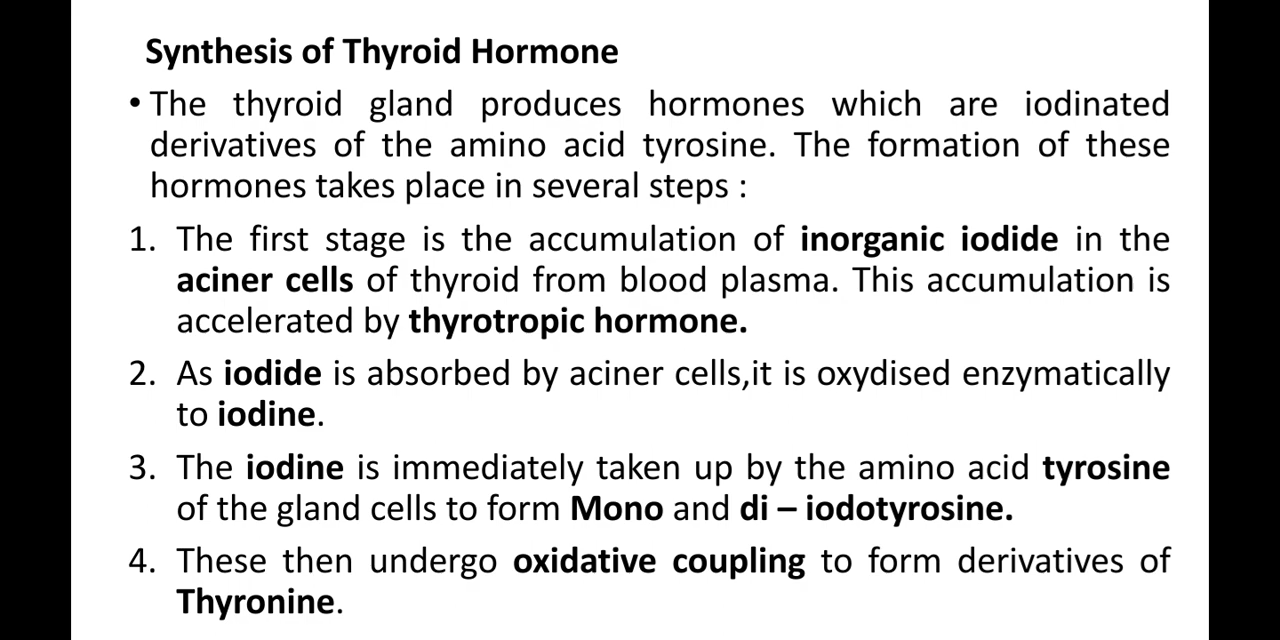 Synthesis of Thyroid Hormone
• The thyroid gland produces hormones which are iodinated
derivatives of the amino acid tyrosine. The formation of these
hormones takes place in several steps :
1. The first stage is the accumulation of inorganic iodide in the
aciner cells of thyroid from blood plasma. This accumulation is
accelerated by thyrotropic hormone.
2. As iodide is absorbed by aciner cells,it is oxydised enzymatically
to iodine.
3. The iodine is immediately taken up by the amino acid tyrosine
of the gland cells to form Mono and di – iodotyrosine.
4. These then undergo oxidative coupling to form derivatives of
Thyronine.